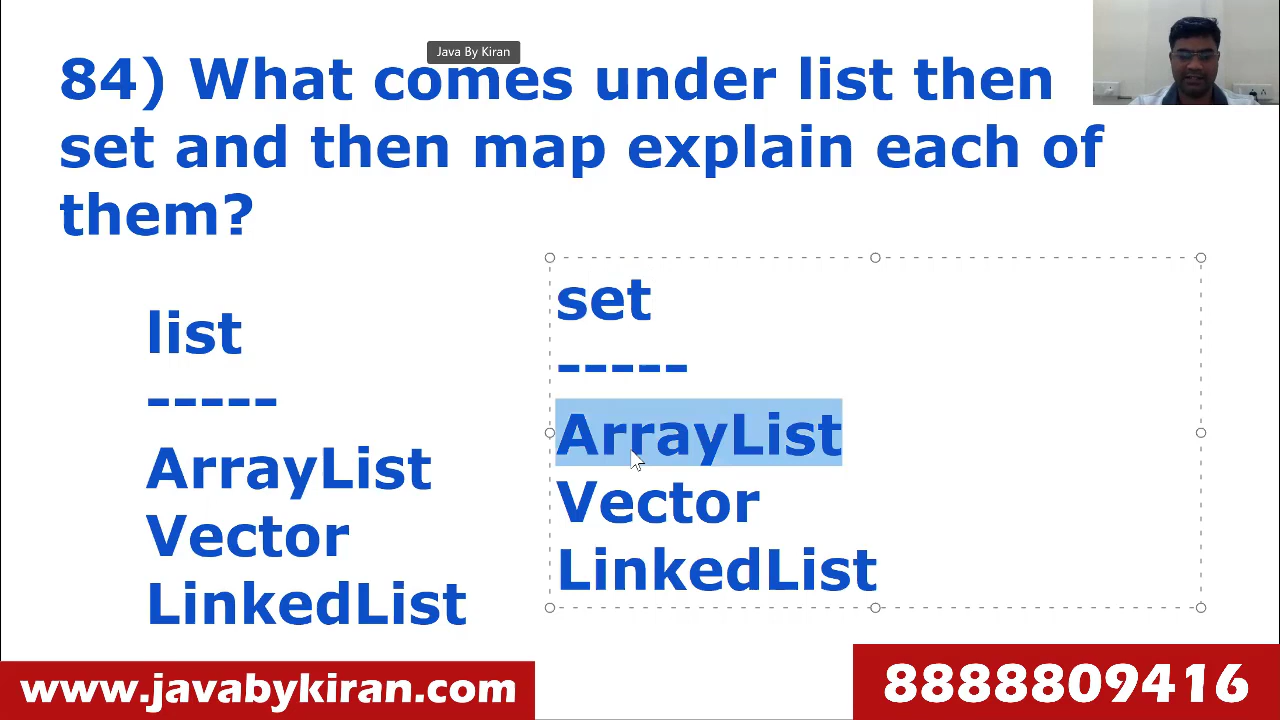 Java By Kiran
84) What comes under list then
set and then map explain each of
them?
list
-----
ArrayList
Vector
LinkedList
set
-----
ArrayList
Vector
LinkedList
www.javabykiran.com
8888809416